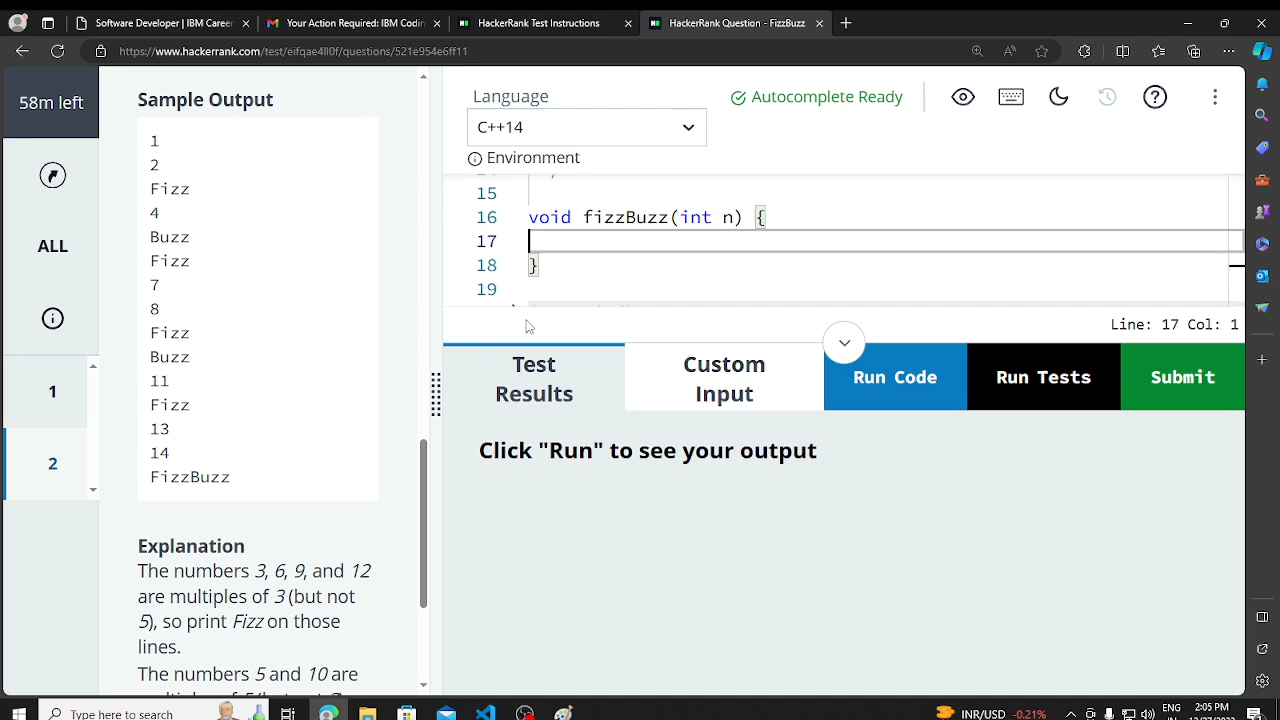 Software Developer | IBM Career
Your Action Required: IBM Codin
HackerRank Test Instructions
HackerRank Question - FizzBuzz
https://www.hackerrank.com/test/eifqae4ll0f/questions/521e954e6ff11
58m left
ALL
1
2
Sample Output
1
2
Fizz
4
Buzz
Fizz
7
8
Fizz
Buzz
11
Fizz
13
14
FizzBuzz
Explanation
The numbers 3, 6, 9, and 12
are multiples of 3 (but not
5), so print Fizz on those
lines.
The numbers 5 and 10 are
Language
Autocomplete Ready
C++14
Environment
15
16 void fizzBuzz(int n) {
17
18 }
19
Line: 17 Col: 1
Test Results
Custom Input
Run Code
Run Tests
Submit
Click "Run" to see your output
Type here to search
INR/USD -0.21%
ENG
IN
2:05 PM